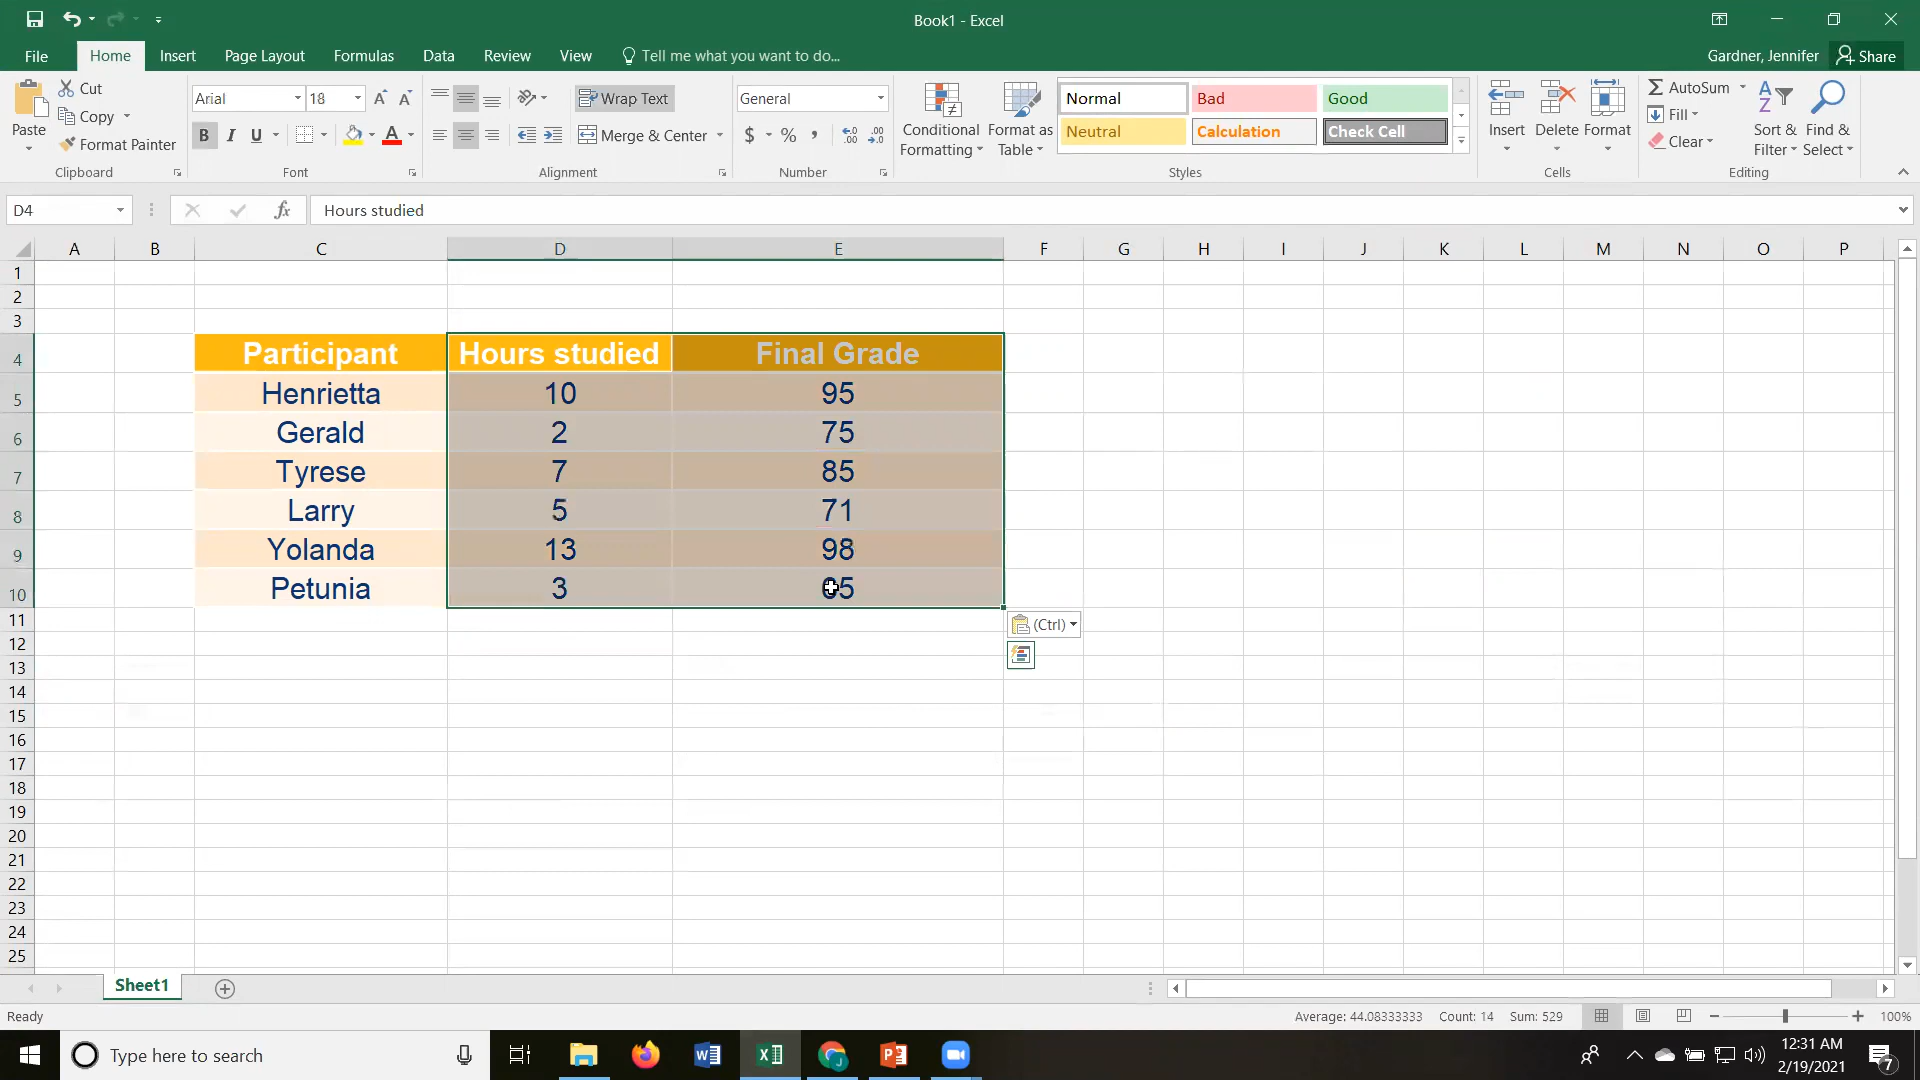 Book1 - Excel
File Home Insert Page Layout Formulas Data Review View Tell me what you want to do... Gardner, Jennifer Share
Paste
Cut
Copy
Format Painter
Clipboard
Arial 18
B I U
Font
Wrap Text
Merge & Center
Alignment
General
$ % ,
Number
Conditional Formatting
Format as Table
Normal Bad Good
Neutral Calculation Check Cell
Styles
Insert Delete Format
Cells
AutoSum
Fill
Clear
Sort & Filter
Find & Select
Editing
D4 fx Hours studied
A B C D E F G H I J K L M N O P
1
2
3
4 Participant Hours studied Final Grade
5 Henrietta 10 95
6 Gerald 2 75
7 Tyrese 7 85
8 Larry 5 71
9 Yolanda 13 98
10 Petunia 3
11 (Ctrl)
12
13
14
15
16
17
18
19
20
21
22
23
24
25
Sheet1
Ready Average: 44.08333333 Count: 14 Sum: 529 100%
Type here to search
12:31 AM
2/19/2021
7